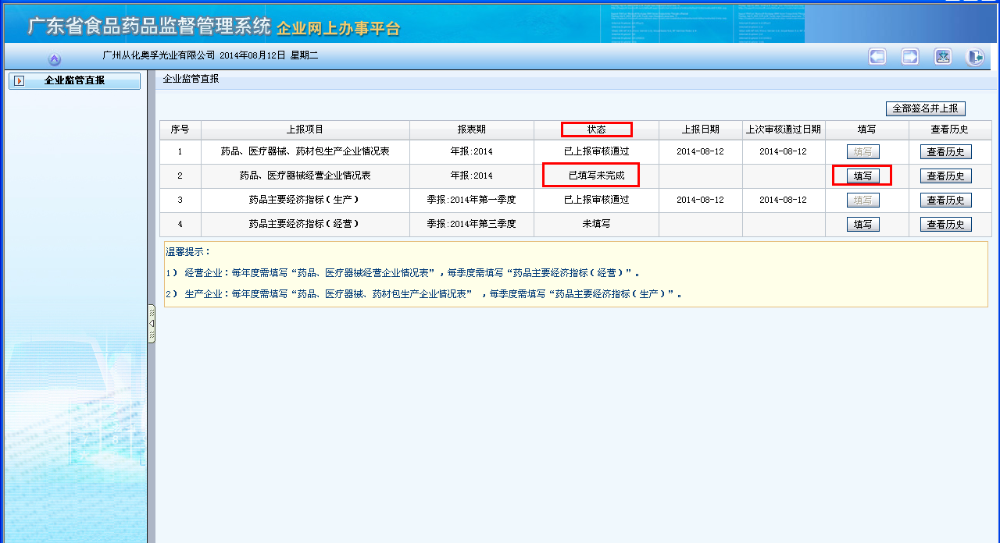 广东省食品药品监督管理系统 企业网上办事平台
广州从化奥孚光业有限公司 2014年08月12日 星期二
企业监管直报
企业监管直报
全部签名并上报
序号 上报项目 报表期 状态 上报日期 上次审核通过日期 填写 查看历史
1 药品、医疗器械、药材包生产企业情况表 年报:2014 已上报审核通过 2014-08-12 2014-08-12 填写 查看历史
2 药品、医疗器械经营企业情况表 年报:2014 已填写未完成 填写 查看历史
3 药品主要经济指标(生产) 季报:2014年第一季度 已上报审核通过 2014-08-12 2014-08-12 填写 查看历史
4 药品主要经济指标(经营) 季报:2014年第三季度 未填写 填写 查看历史
温馨提示：
1) 经营企业：每年度需填写“药品、医疗器械经营企业情况表”，每季度需填写“药品主要经济指标(经营)”。
2) 生产企业：每年度需填写“药品、医疗器械、药材包生产企业情况表” ，每季度需填写“药品主要经济指标(生产)”。